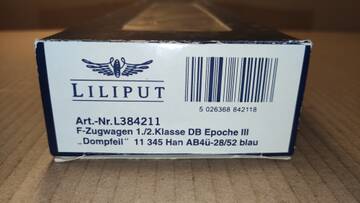 LILIPUT
5 026368 842118
Art.-Nr.L384211
F-Zugwagen 1./2.Klasse DB Epoche III
„Dompfeil" 11 345 Han AB4ü-28/52 blau